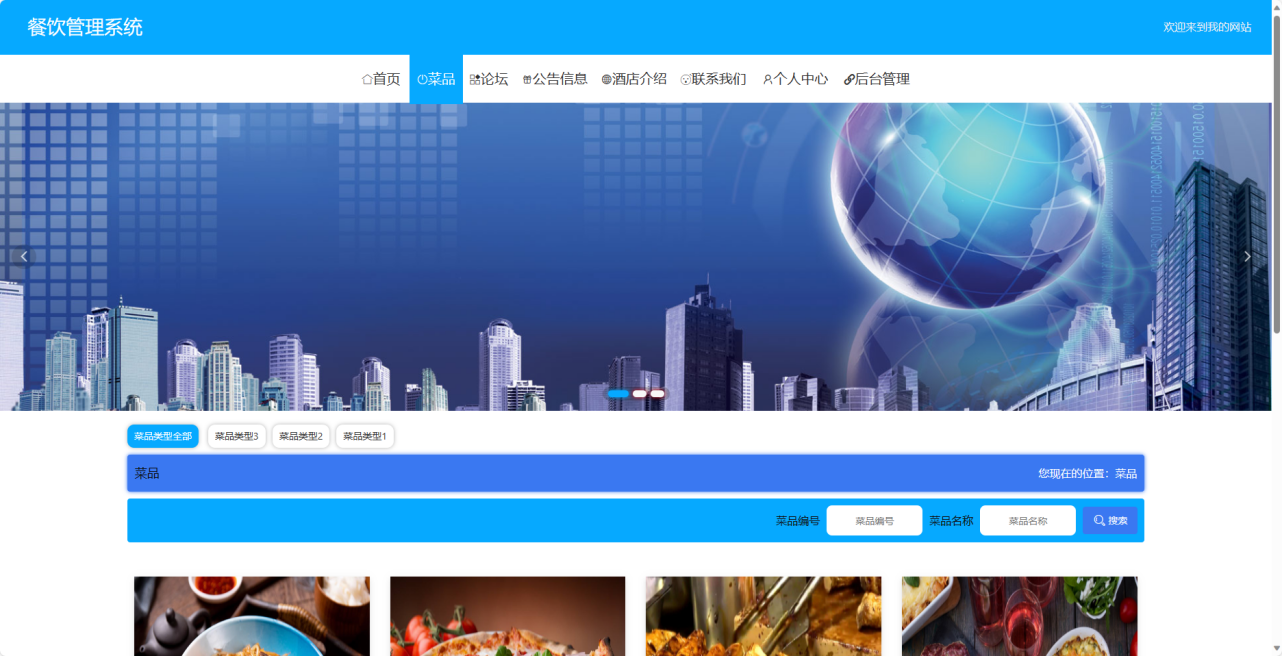 餐饮管理系统
欢迎来到我的网站
首页 菜品 论坛 公告信息 酒店介绍 联系我们 个人中心 后台管理
菜品类型全部 菜品类型3 菜品类型2 菜品类型1
菜品 您现在的位置：菜品
菜品编号 菜品编号 菜品名称 菜品名称 搜索